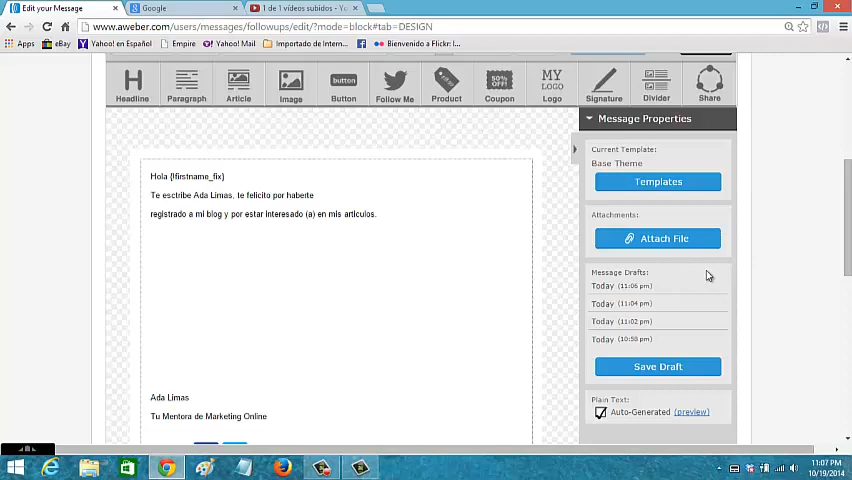 Edit your Message
Google
1 de 1 vídeos subidos - Yo
www.aweber.com/users/messages/followups/edit/?mode=block#tab=DESIGN
Apps eBay Yahoo! en Español Empire Yahoo! Mail Importado de Intern... Bienvenido a Flickr: l...
H button 50% OFF! MY LOGO
Headline Paragraph Article Image Button Follow Me Product Coupon Logo Signature Divider Share
Message Properties
Current Template:
Base Theme
Templates
Attachments:
Attach File
Message Drafts:
Today (11:06 pm)
Today (11:04 pm)
Today (11:02 pm)
Today (10:58 pm)
Save Draft
Plain Text:
Auto-Generated (preview)
Hola {!firstname_fix}
Te escribe Ada Limas, te felicito por haberte
registrado a mi blog y por estar interesado (a) en mis articulos.
Ada Limas
Tu Mentora de Marketing Online
11:07 PM
10/19/2014